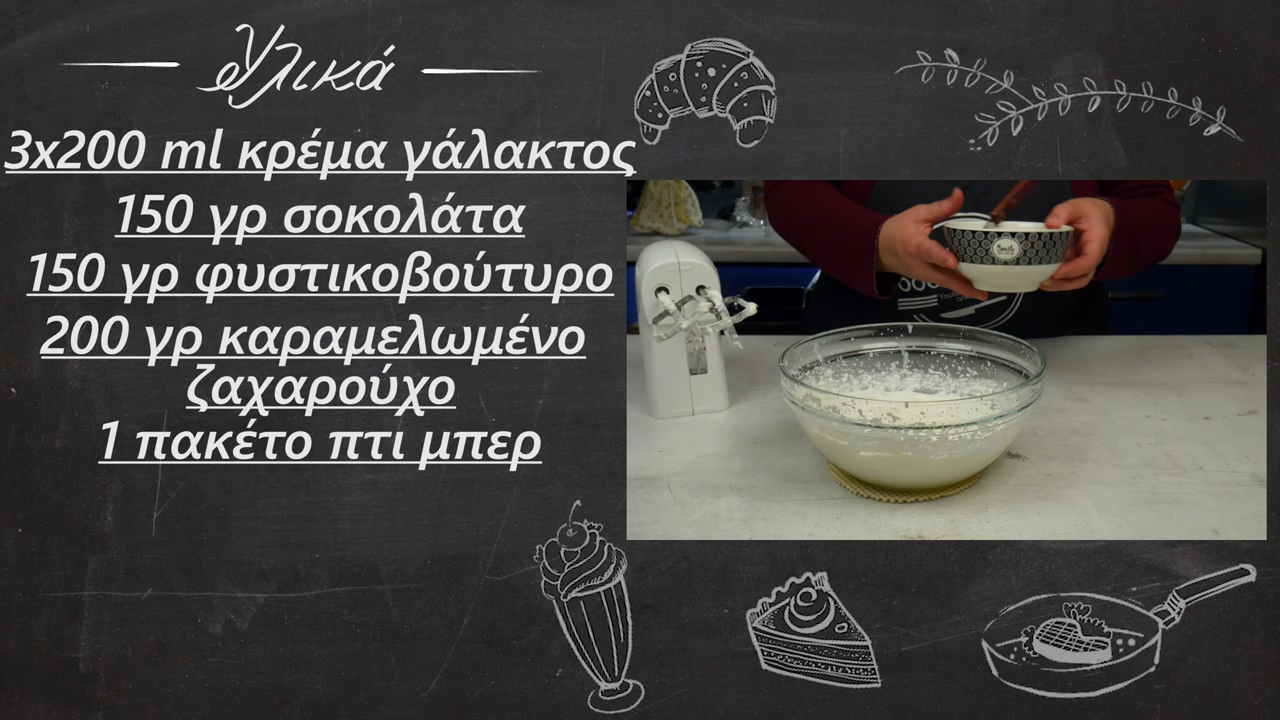 Υλικά
3x200 ml κρέμα γάλακτος
150 γρ σοκολάτα
150 γρ φυστικοβούτυρο
200 γρ καραμελωμένο
ζαχαρούχο
1 πακέτο πτι μπερ
Smile